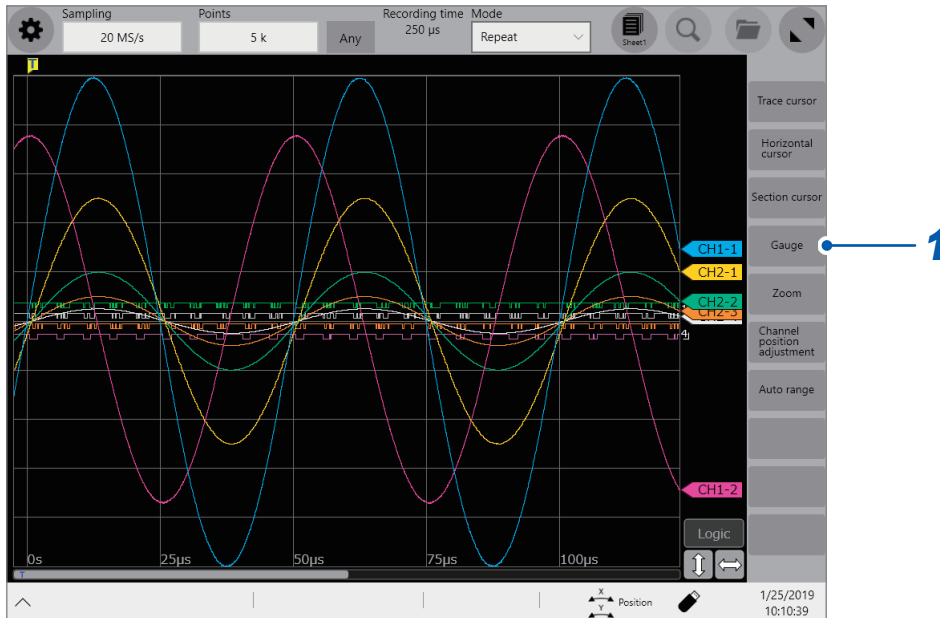 Sampling
20 MS/s
Points
5 k
Any
Recording time
250 µs
Mode
Repeat
Sheet1
T
Trace cursor
Horizontal
cursor
Section cursor
Gauge
1
Zoom
Channel
position
adjustment
Auto range
CH1-1
CH2-1
CH2-2
CH2-3
CH1-2
Logic
0s
25µs
50µs
75µs
100µs
T
X
Y
Position
1/25/2019
10:10:39